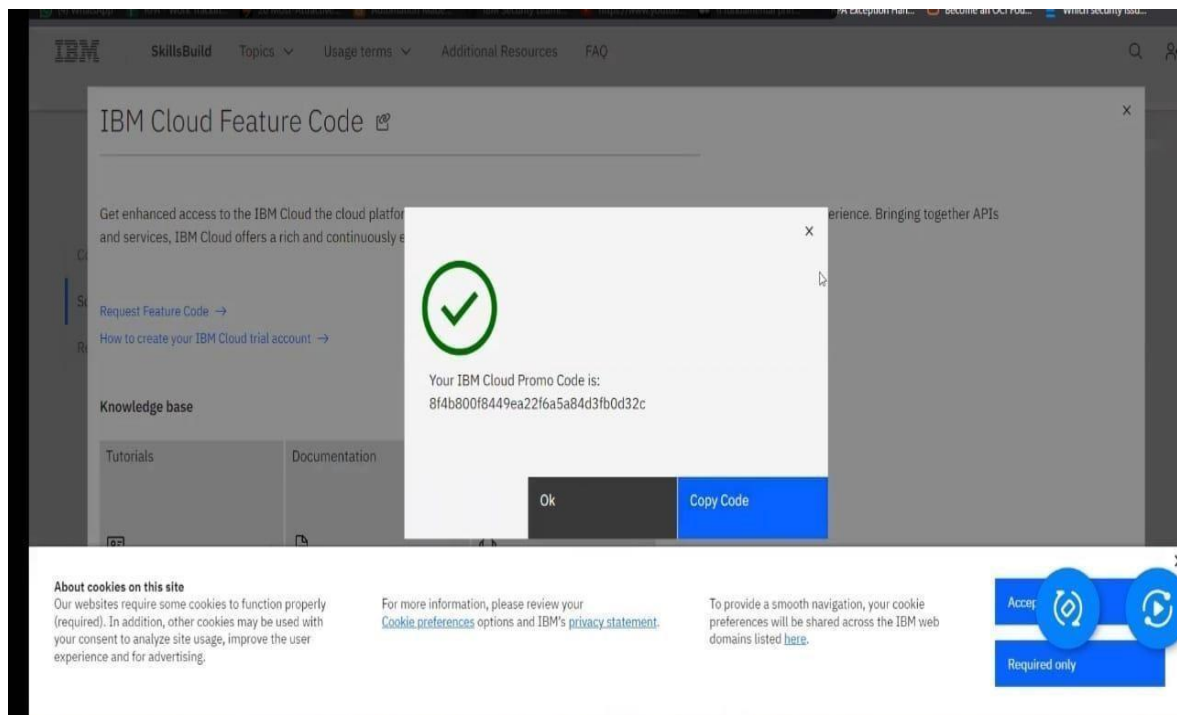 IBM SkillsBuild Topics Usage terms Additional Resources FAQ
IBM Cloud Feature Code
Get enhanced access to the IBM Cloud the cloud platfor
erience. Bringing together APIs
and services, IBM Cloud offers a rich and continuously e
Request Feature Code →
How to create your IBM Cloud trial account →
Knowledge base
Tutorials
Documentation
Your IBM Cloud Promo Code is:
8f4b800f8449ea22f6a5a84d3fb0d32c
Ok
Copy Code
About cookies on this site
Our websites require some cookies to function properly
(required). In addition, other cookies may be used with
your consent to analyze site usage, improve the user
experience and for advertising.
For more information, please review your
Cookie preferences options and IBM's privacy statement.
To provide a smooth navigation, your cookie
preferences will be shared across the IBM web
domains listed here.
Accep
Required only